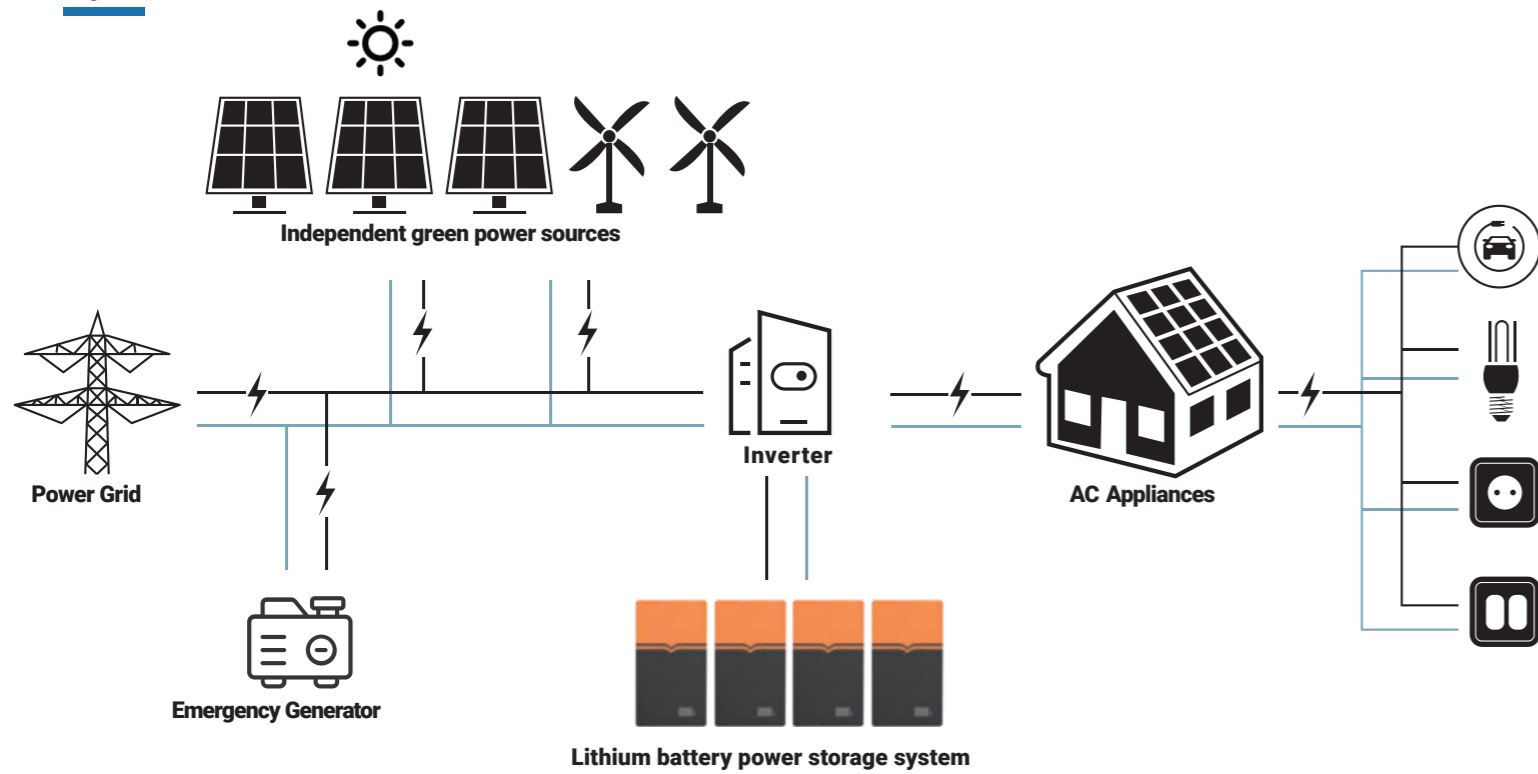 Independent green power sources
Power Grid
Inverter
AC Appliances
Emergency Generator
Lithium battery power storage system